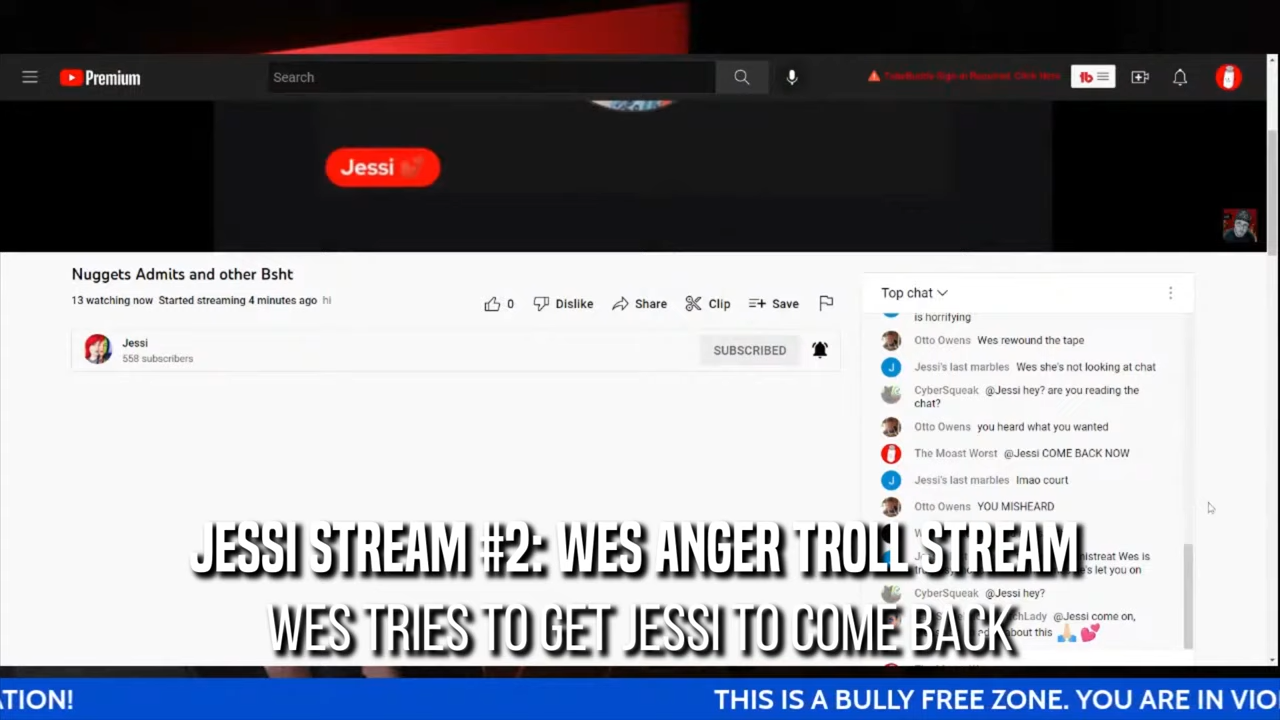 Premium
Search
Jessi
Nuggets Admits and other Bsht
13 watching now Started streaming 4 minutes ago hi
0 Dislike Share Clip Save
Jessi
558 subscribers
SUBSCRIBED
Top chat
is horrifying
Otto Owens Wes rewound the tape
Jessi's last marbles Wes she's not looking at chat
CyberSqueak @Jessi hey? are you reading the
chat?
Otto Owens you heard what you wanted
The Moast Worst @Jessi COME BACK NOW
Jessi's last marbles lmao court
Otto Owens YOU MISHEARD
mistreat Wes is
let you on
CyberSqueak @Jessi hey?
@Jessi come on,
about this
JESSI STREAM #2: WES ANGER TROLL STREAM
WES TRIES TO GET JESSI TO COME BACK
TION! THIS IS A BULLY FREE ZONE. YOU ARE IN VIO